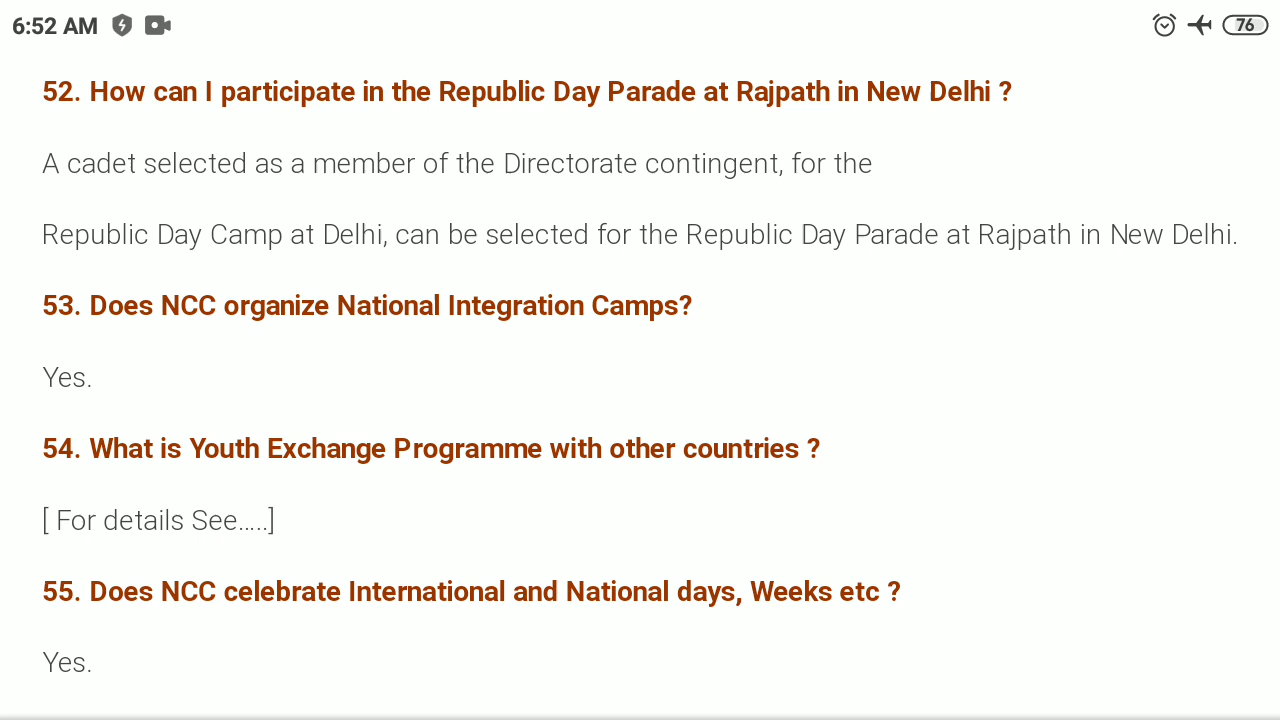 6:52 AM 76
52. How can I participate in the Republic Day Parade at Rajpath in New Delhi ?
A cadet selected as a member of the Directorate contingent, for the
Republic Day Camp at Delhi, can be selected for the Republic Day Parade at Rajpath in New Delhi.
53. Does NCC organize National Integration Camps?
Yes.
54. What is Youth Exchange Programme with other countries ?
[ For details See.....]
55. Does NCC celebrate International and National days, Weeks etc ?
Yes.